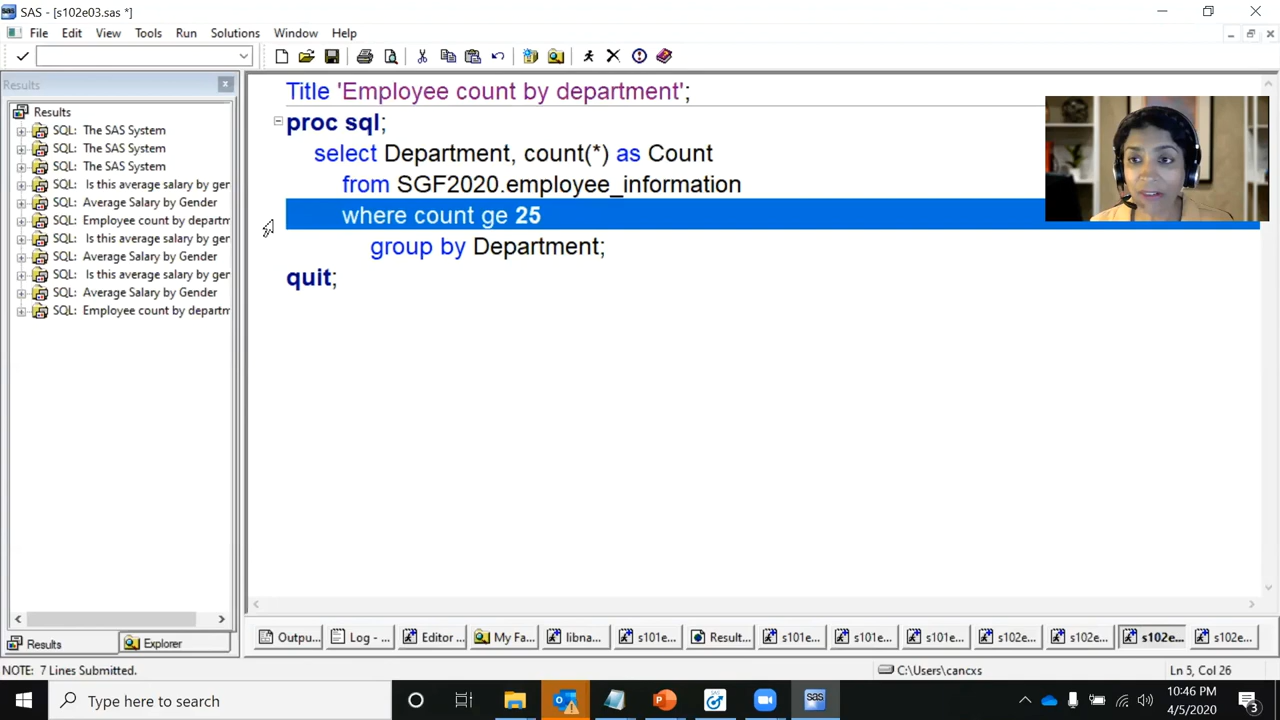 SAS - [s102e03.sas *]
File Edit View Tools Run Solutions Window Help
Results
Results
SQL: The SAS System
SQL: The SAS System
SQL: The SAS System
SQL: Is this average salary by ger
SQL: Average Salary by Gender
SQL: Employee count by departm
SQL: Is this average salary by ger
SQL: Average Salary by Gender
SQL: Is this average salary by ger
SQL: Average Salary by Gender
SQL: Employee count by departm
Title 'Employee count by department';
proc sql;
select Department, count(*) as Count
from SGF2020.employee_information
where count ge 25
group by Department;
quit;
Results Explorer
Outpu... Log - ... Editor ... My Fa... libna... s101e... Result... s101e... s101e... s101e... s102e... s102e... s102e... s102e...
NOTE: 7 Lines Submitted.
C:\Users\cancxs
Ln 5, Col 26
Type here to search
sas
10:46 PM
4/5/2020
3